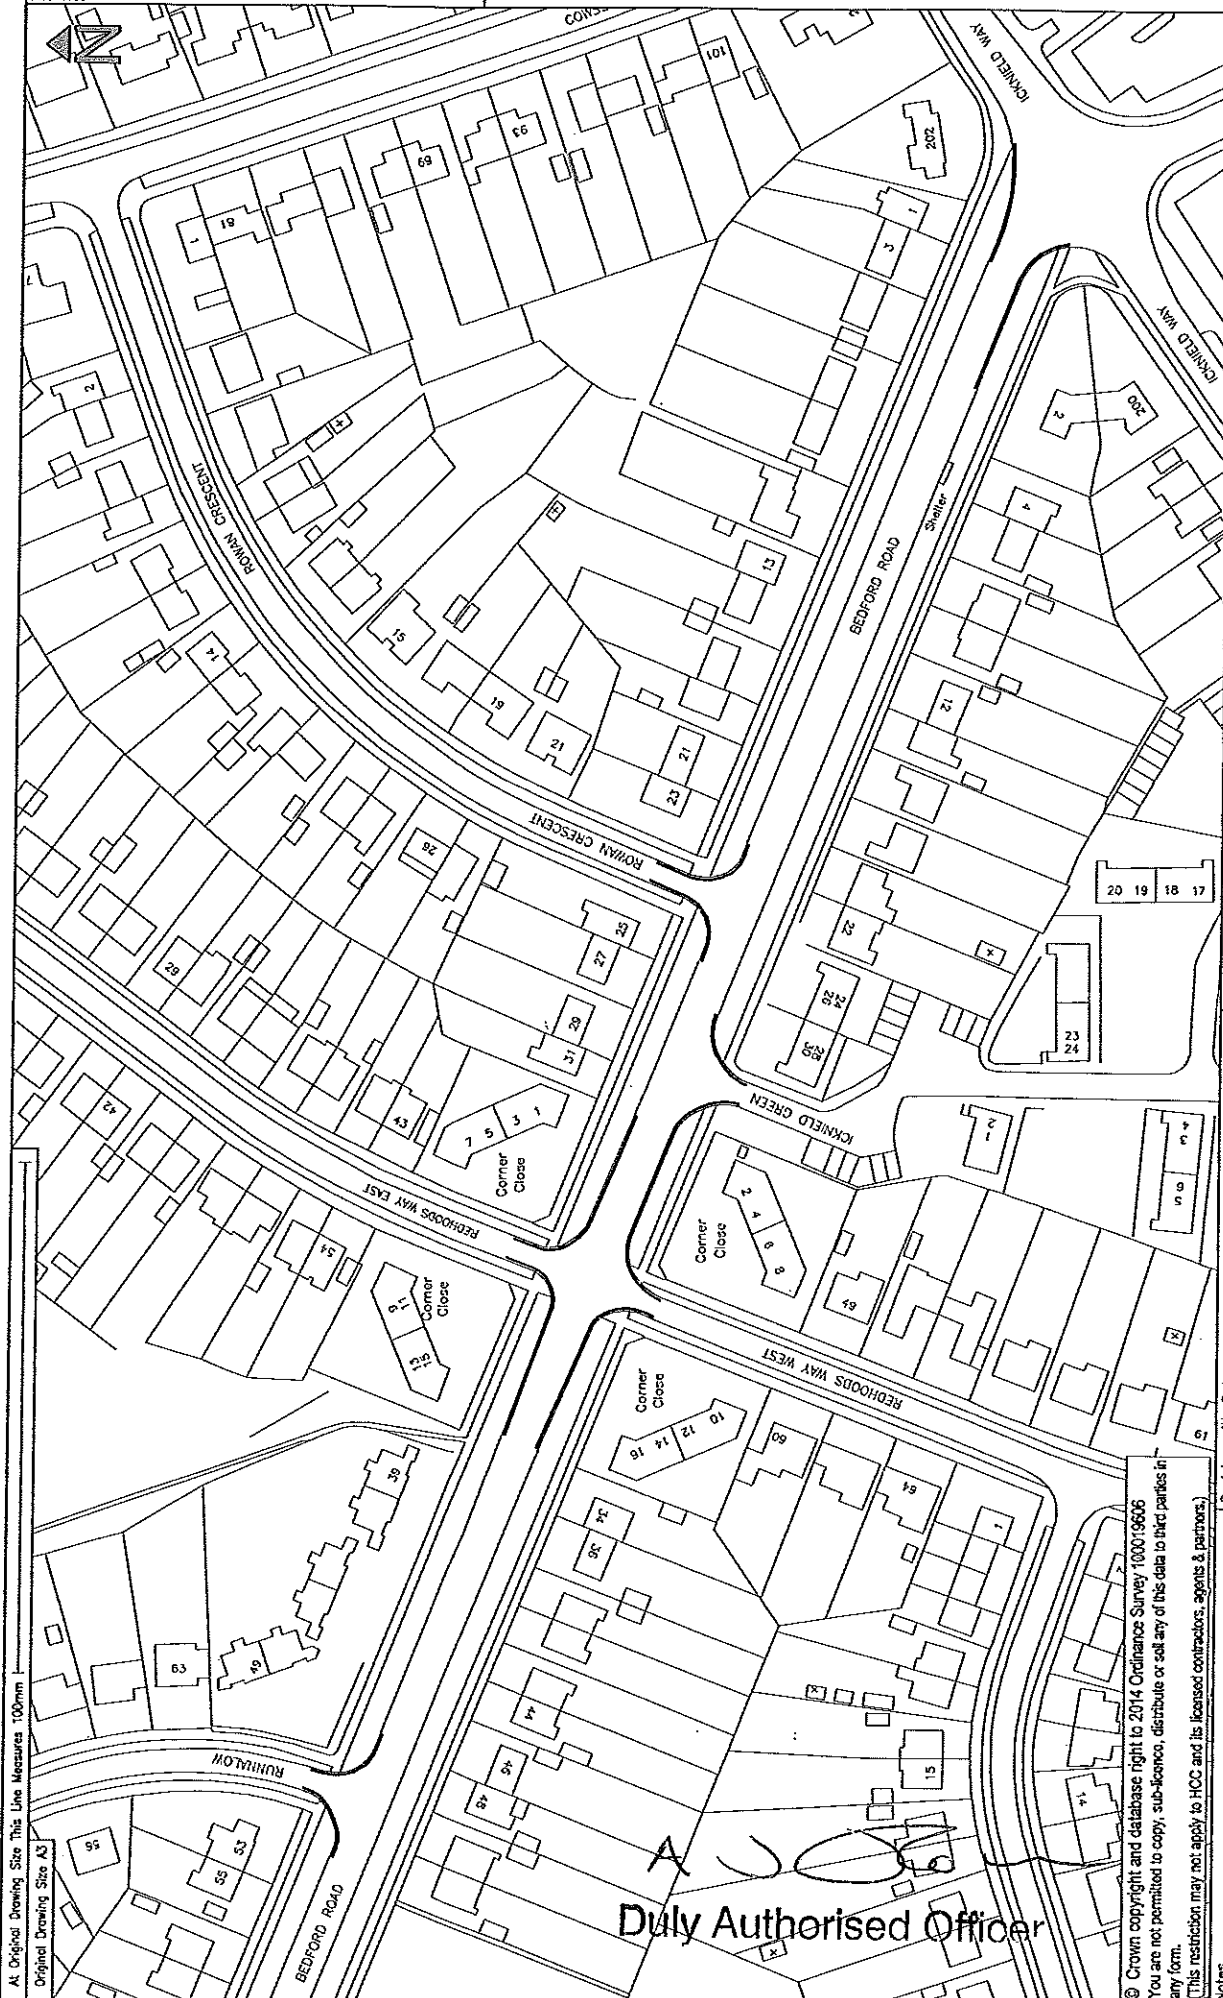 N
COWS
ICKNIELD WAY
101
93
89
81
1
202
1
3
7
2
ROWAN CRESCENT
14
15
19
21
13
21
23
BEDFORD ROAD
Shelter
ICKNIELD WAY
2
200
4
12
22
24
26
20 19 18 17
23
24
ROWAN CRESCENT
26
25
27
29
31
29
43
42
7 5 3 1
Corner
Close
REDHOODS WAY EAST
ICKNIELD GREEN
1
2
3
4
5
6
2
4
6
8
Corner
Close
49
54
9
11
13
15
Corner
Close
REDHOODS WAY WEST
Corner
Close
10
12
14
16
60
64
1
61
39
34
36
44
46
48
49
63
RUNNALOW
56
53
55
15
14
BEDFORD ROAD
At Original Drawing Size This Line Measures 100mm
Original Drawing Size A3
Duly Authorised Officer
© Crown copyright and database right to 2014 Ordinance Survey 100019606
You are not permitted to copy, sub-licence, distribute or sell any of this data to third parties in
any form.
(This restriction may not apply to HCC and its licensed contractors, agents & partners.)
Notes